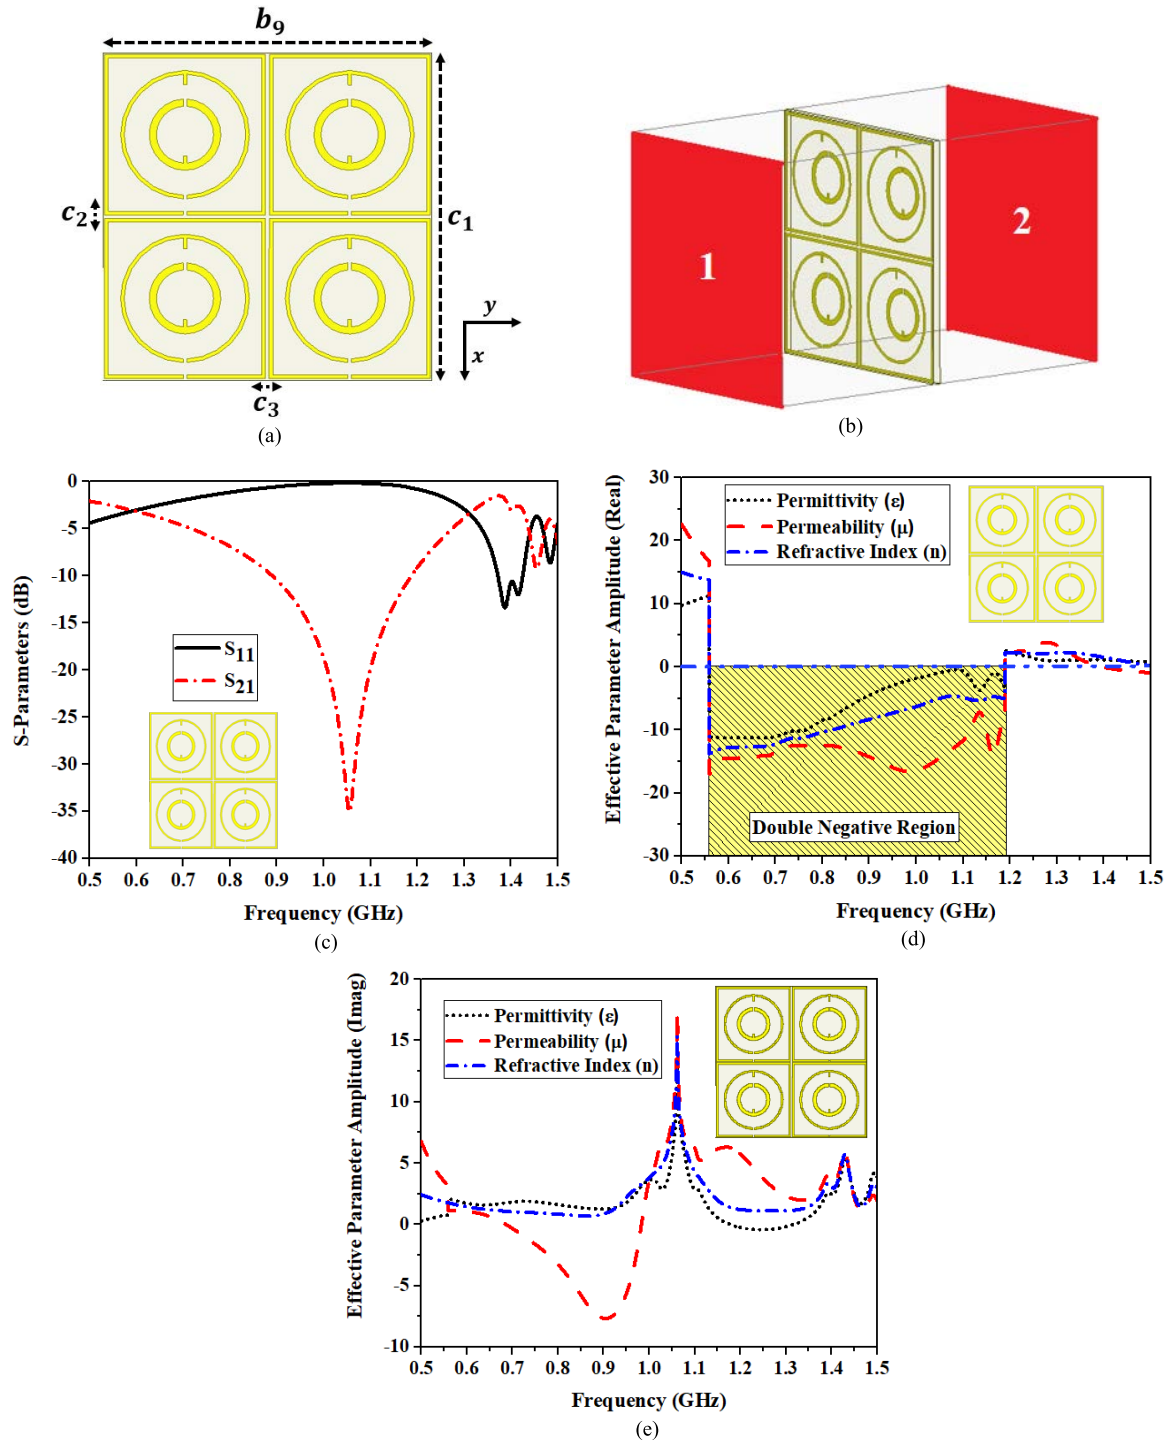 b9
c2
c1
c3
y
x
(a)
1
2
(b)
S-Parameters (dB)
0
-5
-10
-15
-20
-25
-30
-35
-40
S11
S21
0.5 0.6 0.7 0.8 0.9 1.0 1.1 1.2 1.3 1.4 1.5
Frequency (GHz)
(c)
Effective Parameter Amplitude (Real)
30
20
10
0
-10
-20
-30
Permittivity (ε)
Permeability (μ)
Refractive Index (n)
Double Negative Region
0.5 0.6 0.7 0.8 0.9 1.0 1.1 1.2 1.3 1.4 1.5
Frequency (GHz)
(d)
Effective Parameter Amplitude (Imag)
20
15
10
5
0
-5
-10
Permittivity (ε)
Permeability (μ)
Refractive Index (n)
0.5 0.6 0.7 0.8 0.9 1.0 1.1 1.2 1.3 1.4 1.5
Frequency (GHz)
(e)